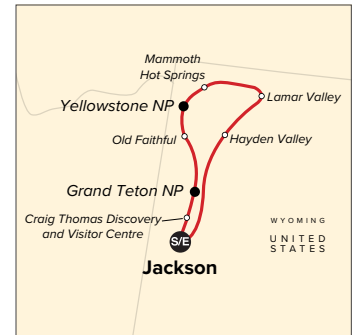 Mammoth
Hot Springs
Yellowstone NP
Lamar Valley
Old Faithful
Hayden Valley
Grand Teton NP
Craig Thomas Discovery
and Visitor Centre
WYOMING
UNITED
STATES
S/E
Jackson